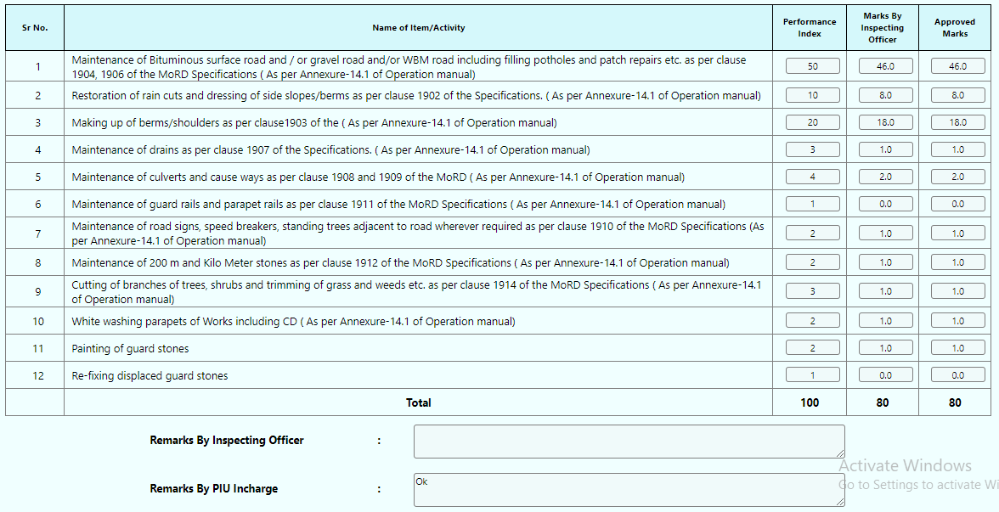 Sr No. Name of Item/Activity Performance Index Marks By Inspecting Officer Approved Marks
1 Maintenance of Bituminous surface road and / or gravel road and/or WBM road including filling potholes and patch repairs etc. as per clause 50 46.0 46.0
1904, 1906 of the MoRD Specifications ( As per Annexure-14.1 of Operation manual)
2 Restoration of rain cuts and dressing of side slopes/berms as per clause 1902 of the Specifications. ( As per Annexure-14.1 of Operation manual) 10 8.0 8.0
3 Making up of berms/shoulders as per clause1903 of the ( As per Annexure-14.1 of Operation manual) 20 18.0 18.0
4 Maintenance of drains as per clause 1907 of the Specifications. ( As per Annexure-14.1 of Operation manual) 3 1.0 1.0
5 Maintenance of culverts and cause ways as per clause 1908 and 1909 of the MoRD ( As per Annexure-14.1 of Operation manual) 4 2.0 2.0
6 Maintenance of guard rails and parapet rails as per clause 1911 of the MoRD Specifications ( As per Annexure-14.1 of Operation manual) 1 0.0 0.0
7 Maintenance of road signs, speed breakers, standing trees adjacent to road wherever required as per clause 1910 of the MoRD Specifications (As 2 1.0 1.0
per Annexure-14.1 of Operation manual)
8 Maintenance of 200 m and Kilo Meter stones as per clause 1912 of the MoRD Specifications ( As per Annexure-14.1 of Operation manual) 2 1.0 1.0
9 Cutting of branches of trees, shrubs and trimming of grass and weeds etc. as per clause 1914 of the MoRD Specifications ( As per Annexure-14.1 3 1.0 1.0
of Operation manual)
10 White washing parapets of Works including CD ( As per Annexure-14.1 of Operation manual) 2 1.0 1.0
11 Painting of guard stones 2 1.0 1.0
12 Re-fixing displaced guard stones 1 0.0 0.0
Total 100 80 80
Remarks By Inspecting Officer :
Activate Windows
Remarks By PIU Incharge : Ok
Go to Settings to activate Wi